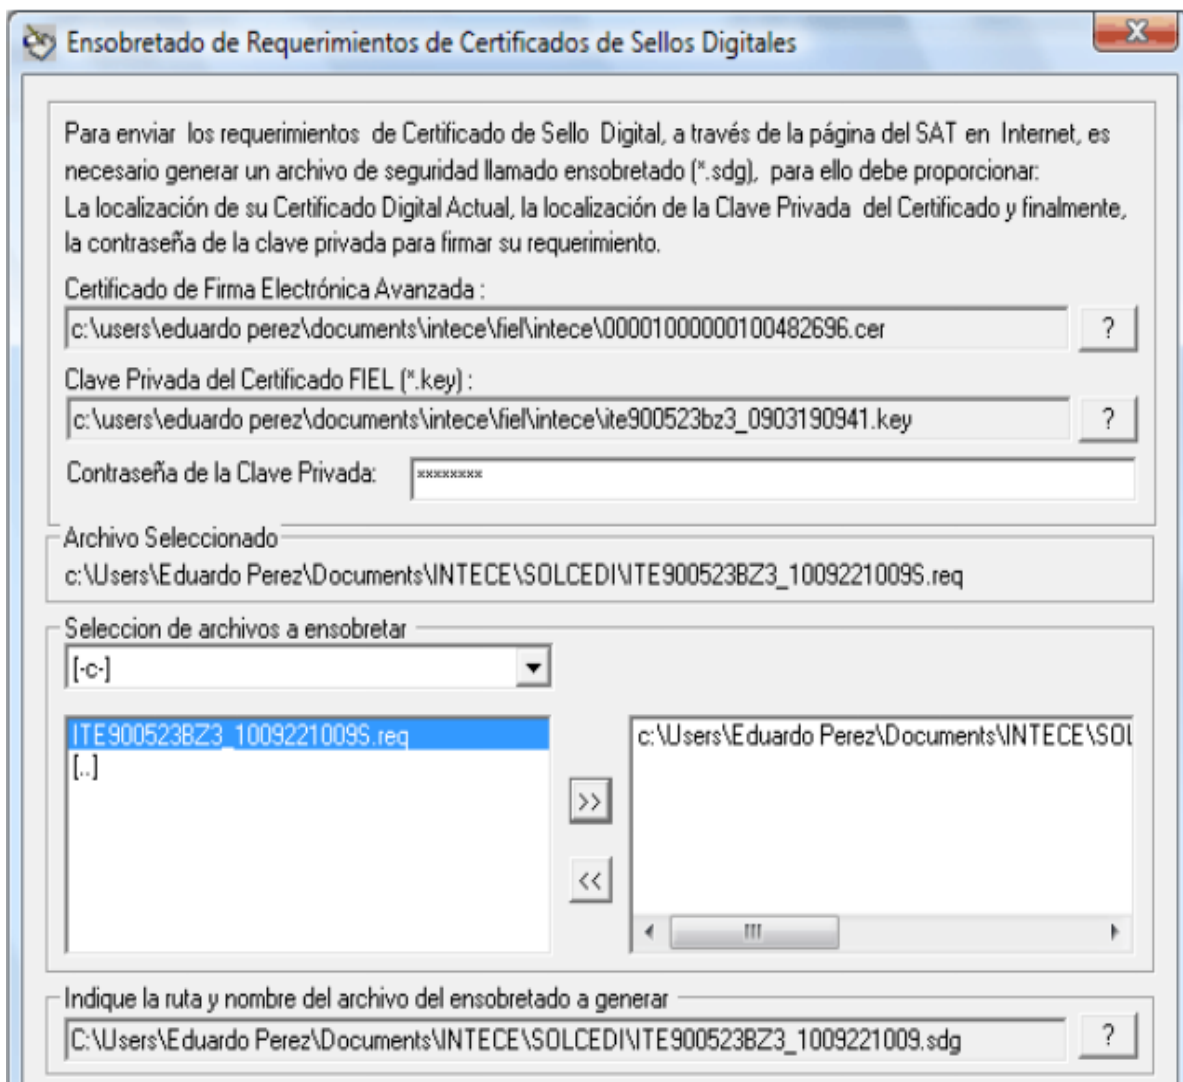 Ensobretado de Requerimientos de Certificados de Sellos Digitales
X
Para enviar los requerimientos de Certificado de Sello Digital, a través de la página del SAT en Internet, es
necesario generar un archivo de seguridad llamado ensobretado (*.sdg), para ello debe proporcionar:
La localización de su Certificado Digital Actual, la localización de la Clave Privada del Certificado y finalmente,
la contraseña de la clave privada para firmar su requerimiento.
Certificado de Firma Electrónica Avanzada :
c:\users\eduardo perez\documents\intece\fiel\intece\00001000000100482696.cer
?
Clave Privada del Certificado FIEL (*.key) :
c:\users\eduardo perez\documents\intece\fiel\intece\ite900523bz3_0903190941.key
?
Contraseña de la Clave Privada:
********
Archivo Seleccionado
c:\Users\Eduardo Perez\Documents\INTECE\SOLCEDI\ITE900523BZ3_1009221009S.req
Seleccion de archivos a ensobretar
[-c-]
ITE900523BZ3_1009221009S.req
[..]
>>
<<
c:\Users\Eduardo Perez\Documents\INTECE\SOL
Indique la ruta y nombre del archivo del ensobretado a generar
C:\Users\Eduardo Perez\Documents\INTECE\SOLCEDI\ITE900523BZ3_1009221009.sdg
?